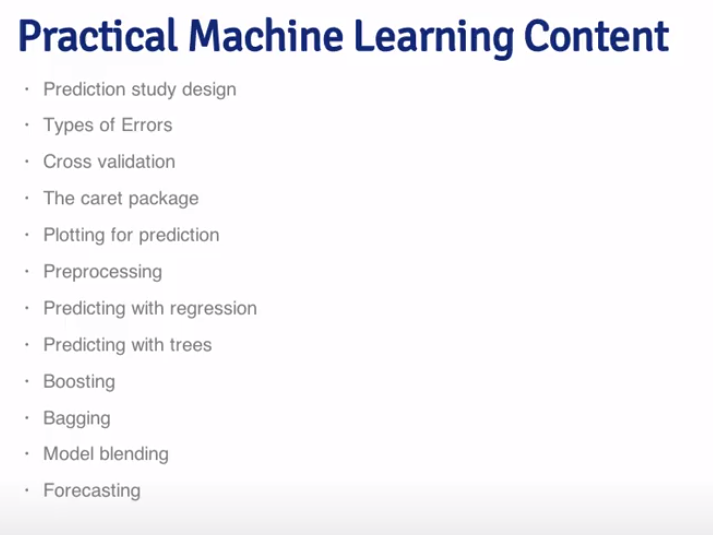 Practical Machine Learning Content
· Prediction study design
· Types of Errors
· Cross validation
· The caret package
· Plotting for prediction
· Preprocessing
· Predicting with regression
· Predicting with trees
· Boosting
· Bagging
· Model blending
· Forecasting